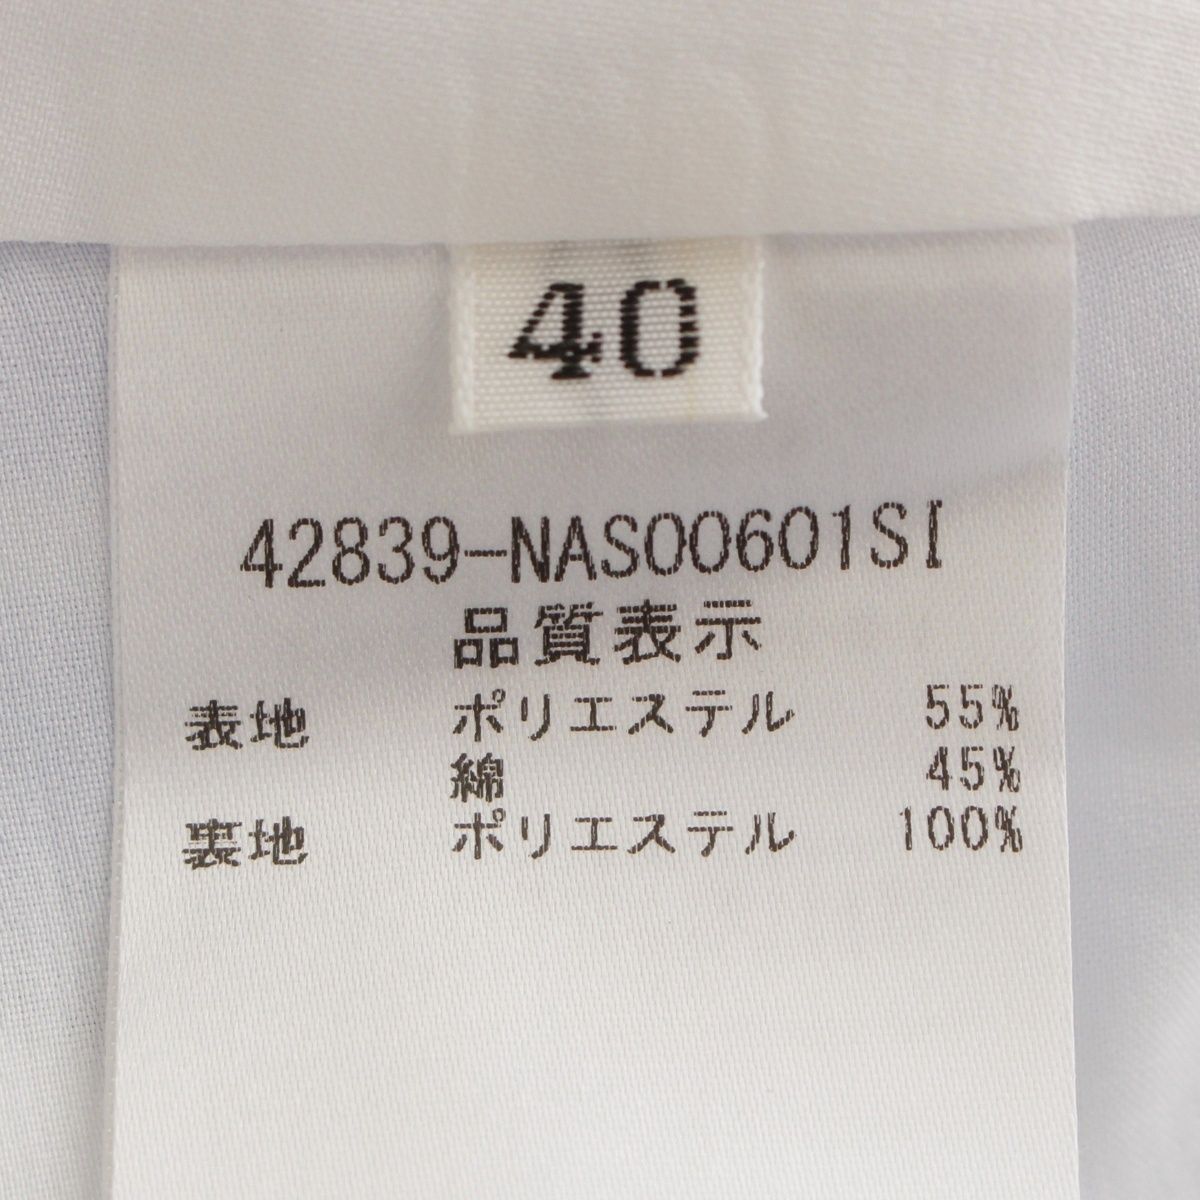 40
42839-NAS00601SI
品質表示
表地 ポリエステル 55%
綿 45%
裏地 ポリエステル 100%